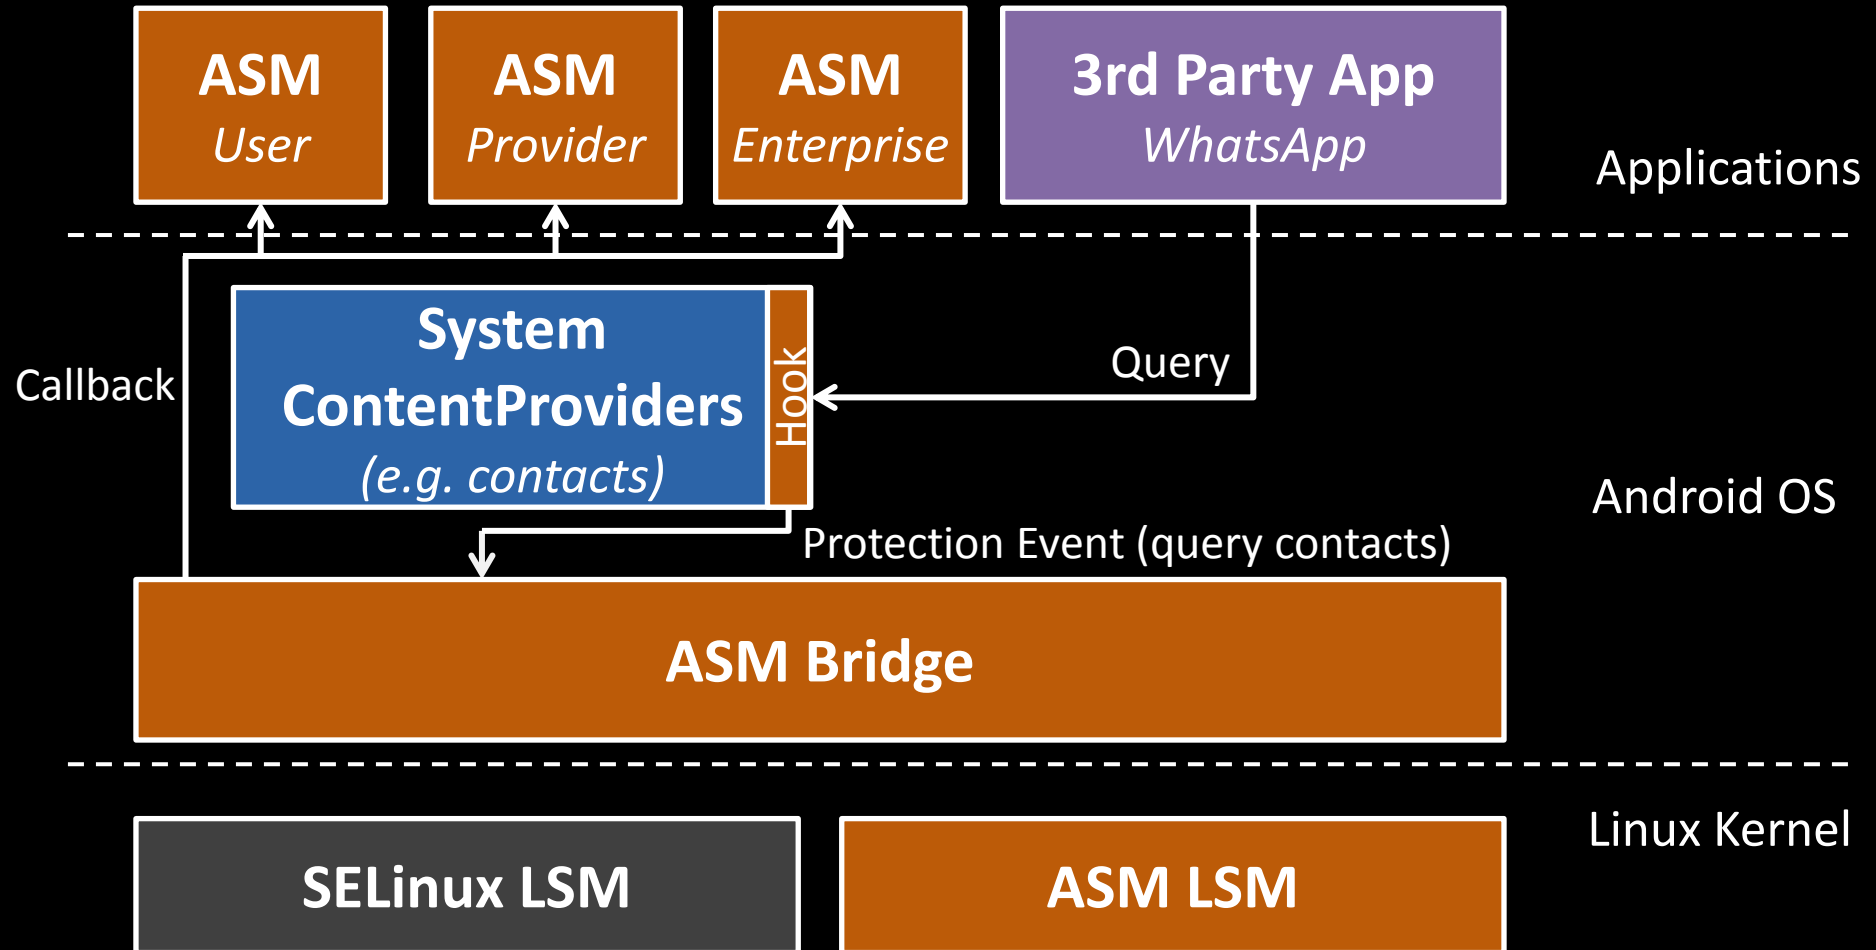 ASM
User
ASM
Provider
ASM
Enterprise
3rd Party App
WhatsApp
Applications
System
ContentProviders
(e.g. contacts)
Hook
Callback
Query
Android OS
Protection Event (query contacts)
ASM Bridge
Linux Kernel
SELinux LSM
ASM LSM